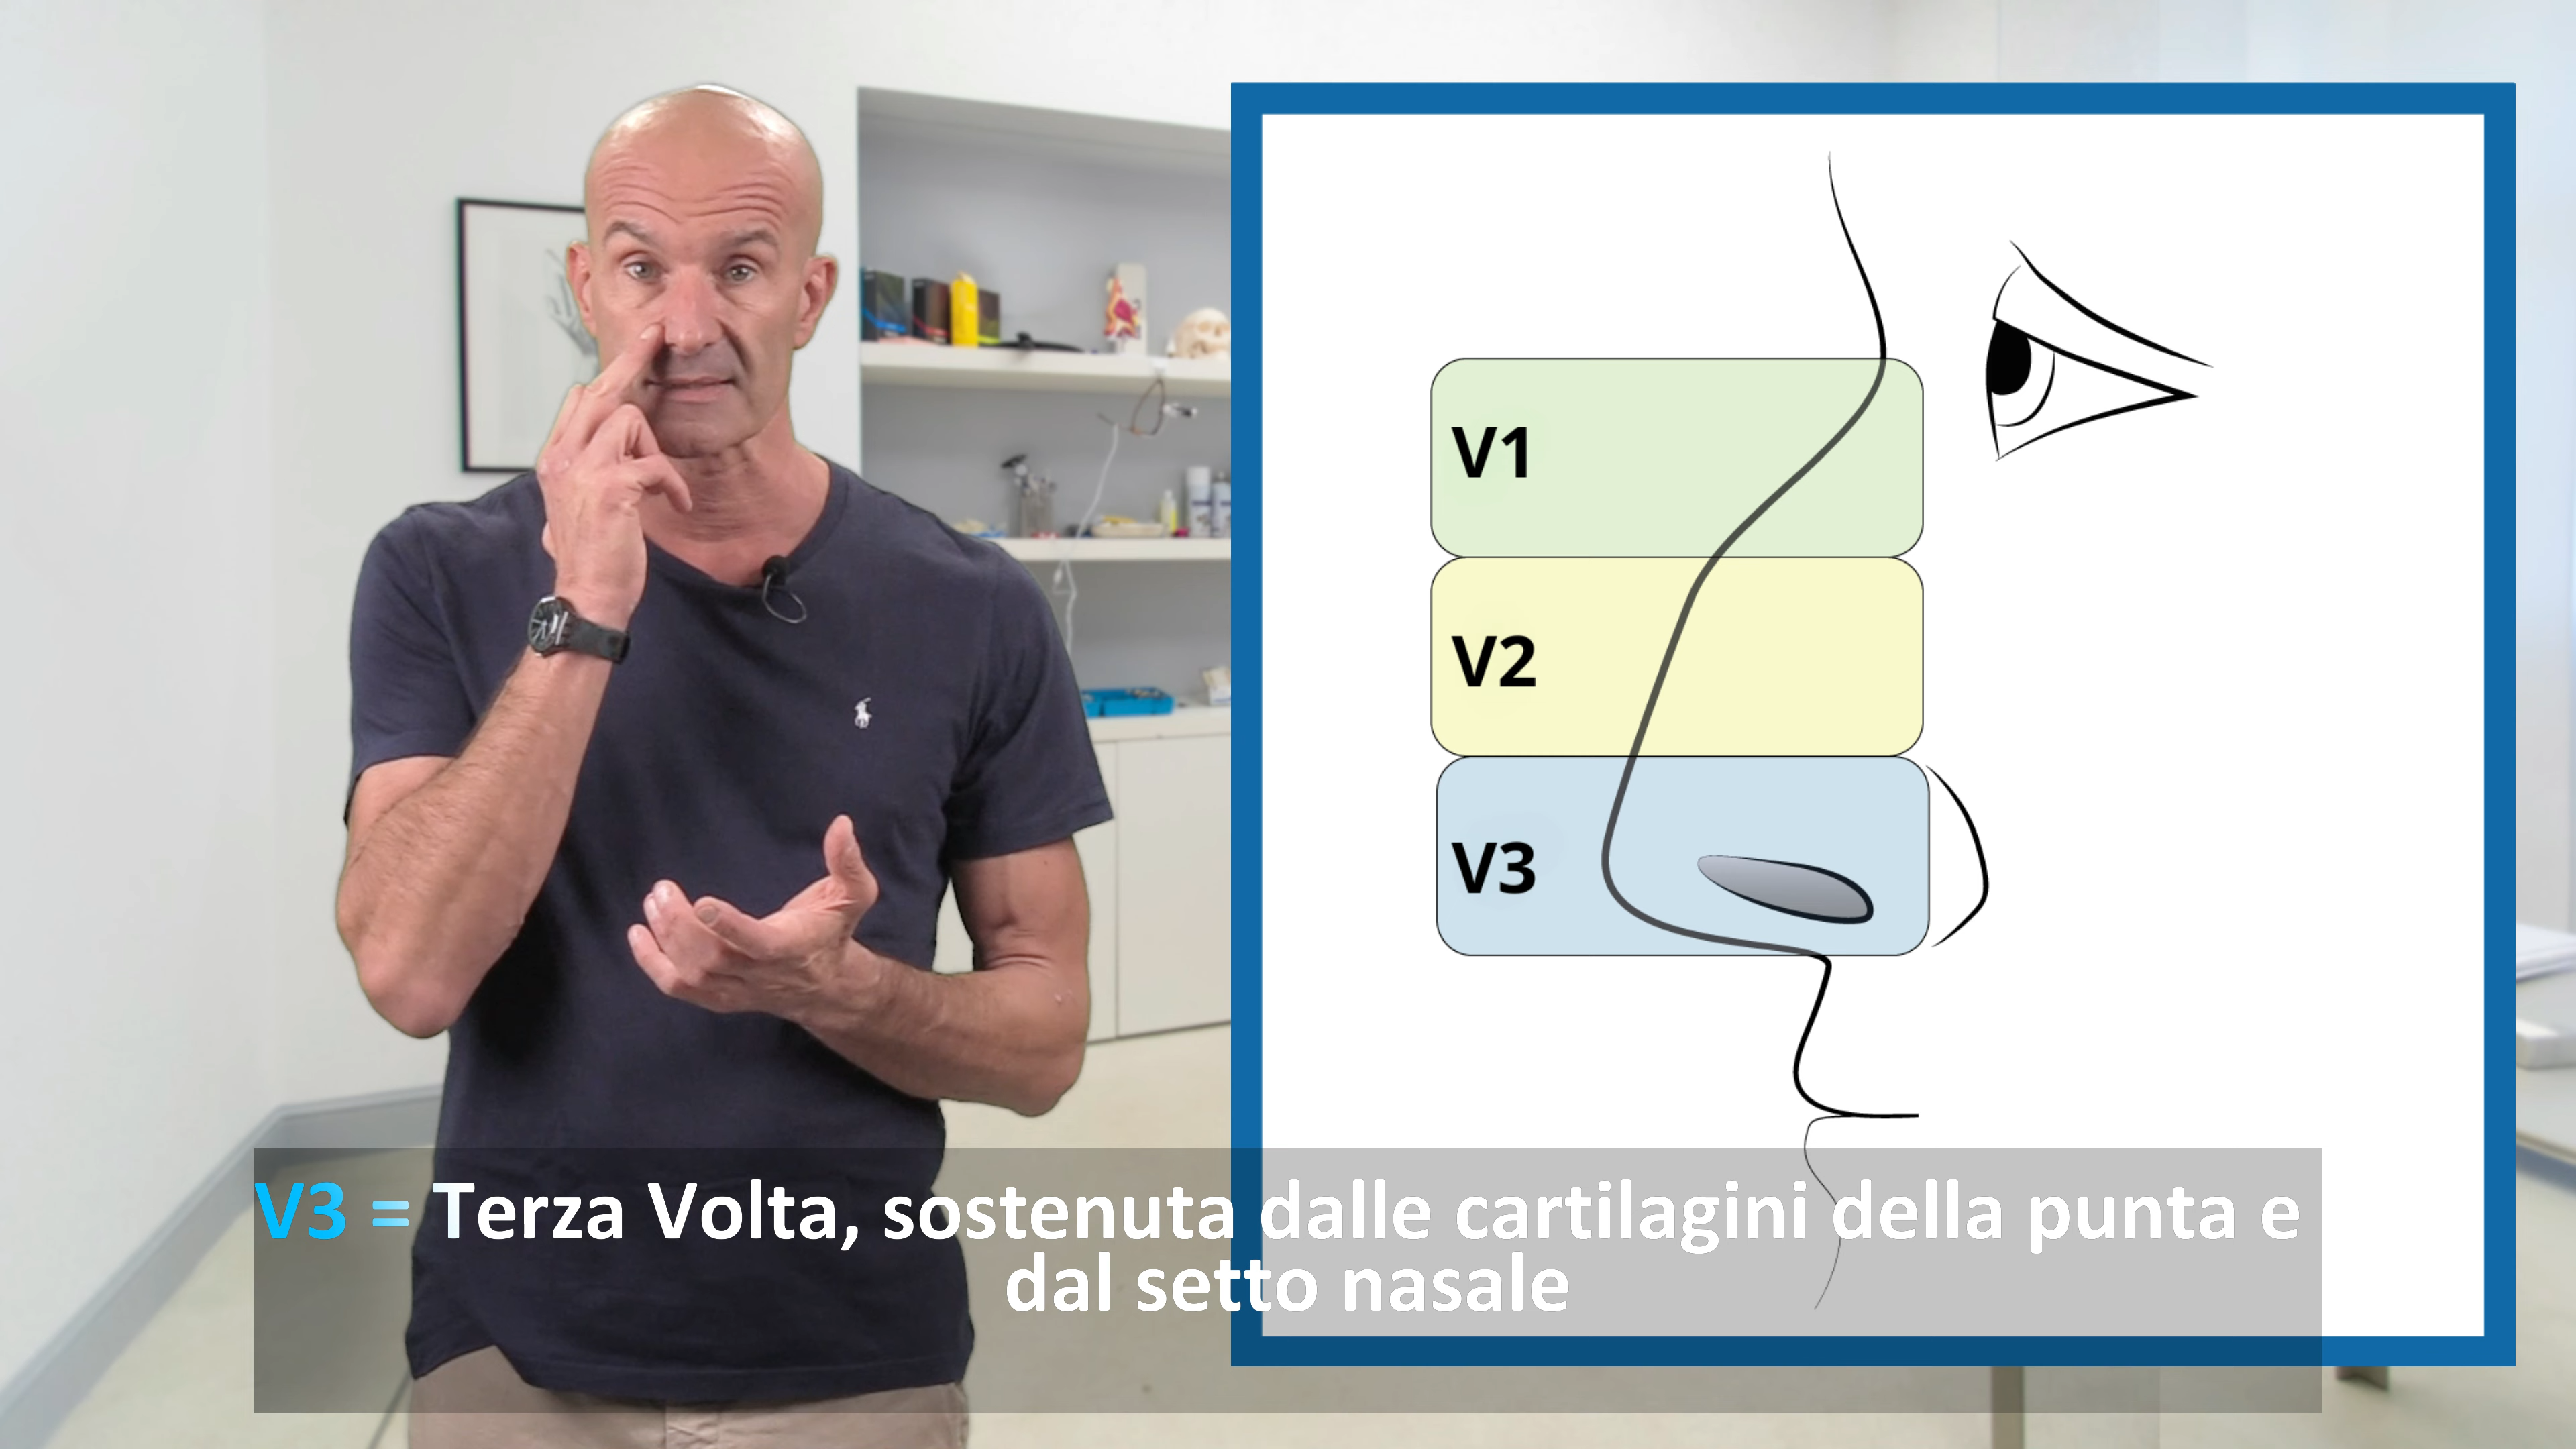 V1
V2
V3
V3 = Terza Volta, sostenuta dalle cartilagini della punta e
dal setto nasale